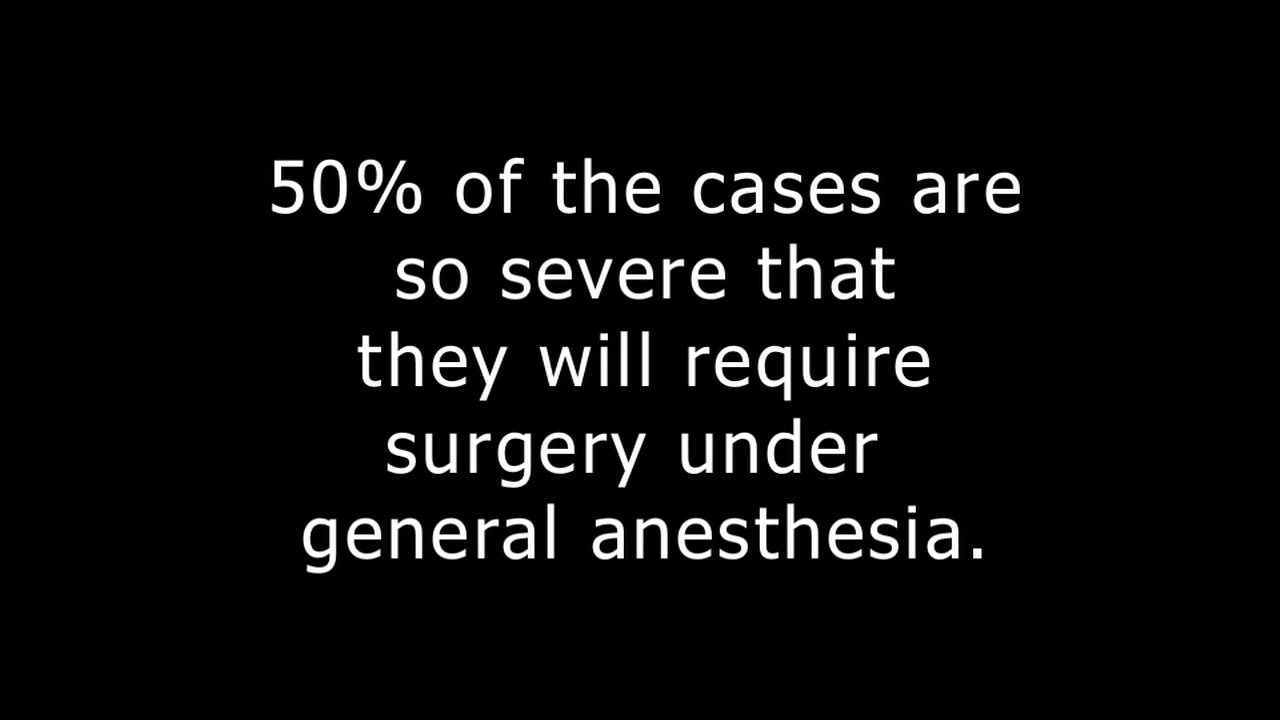 50% of the cases are
so severe that
they will require
surgery under
general anesthesia.